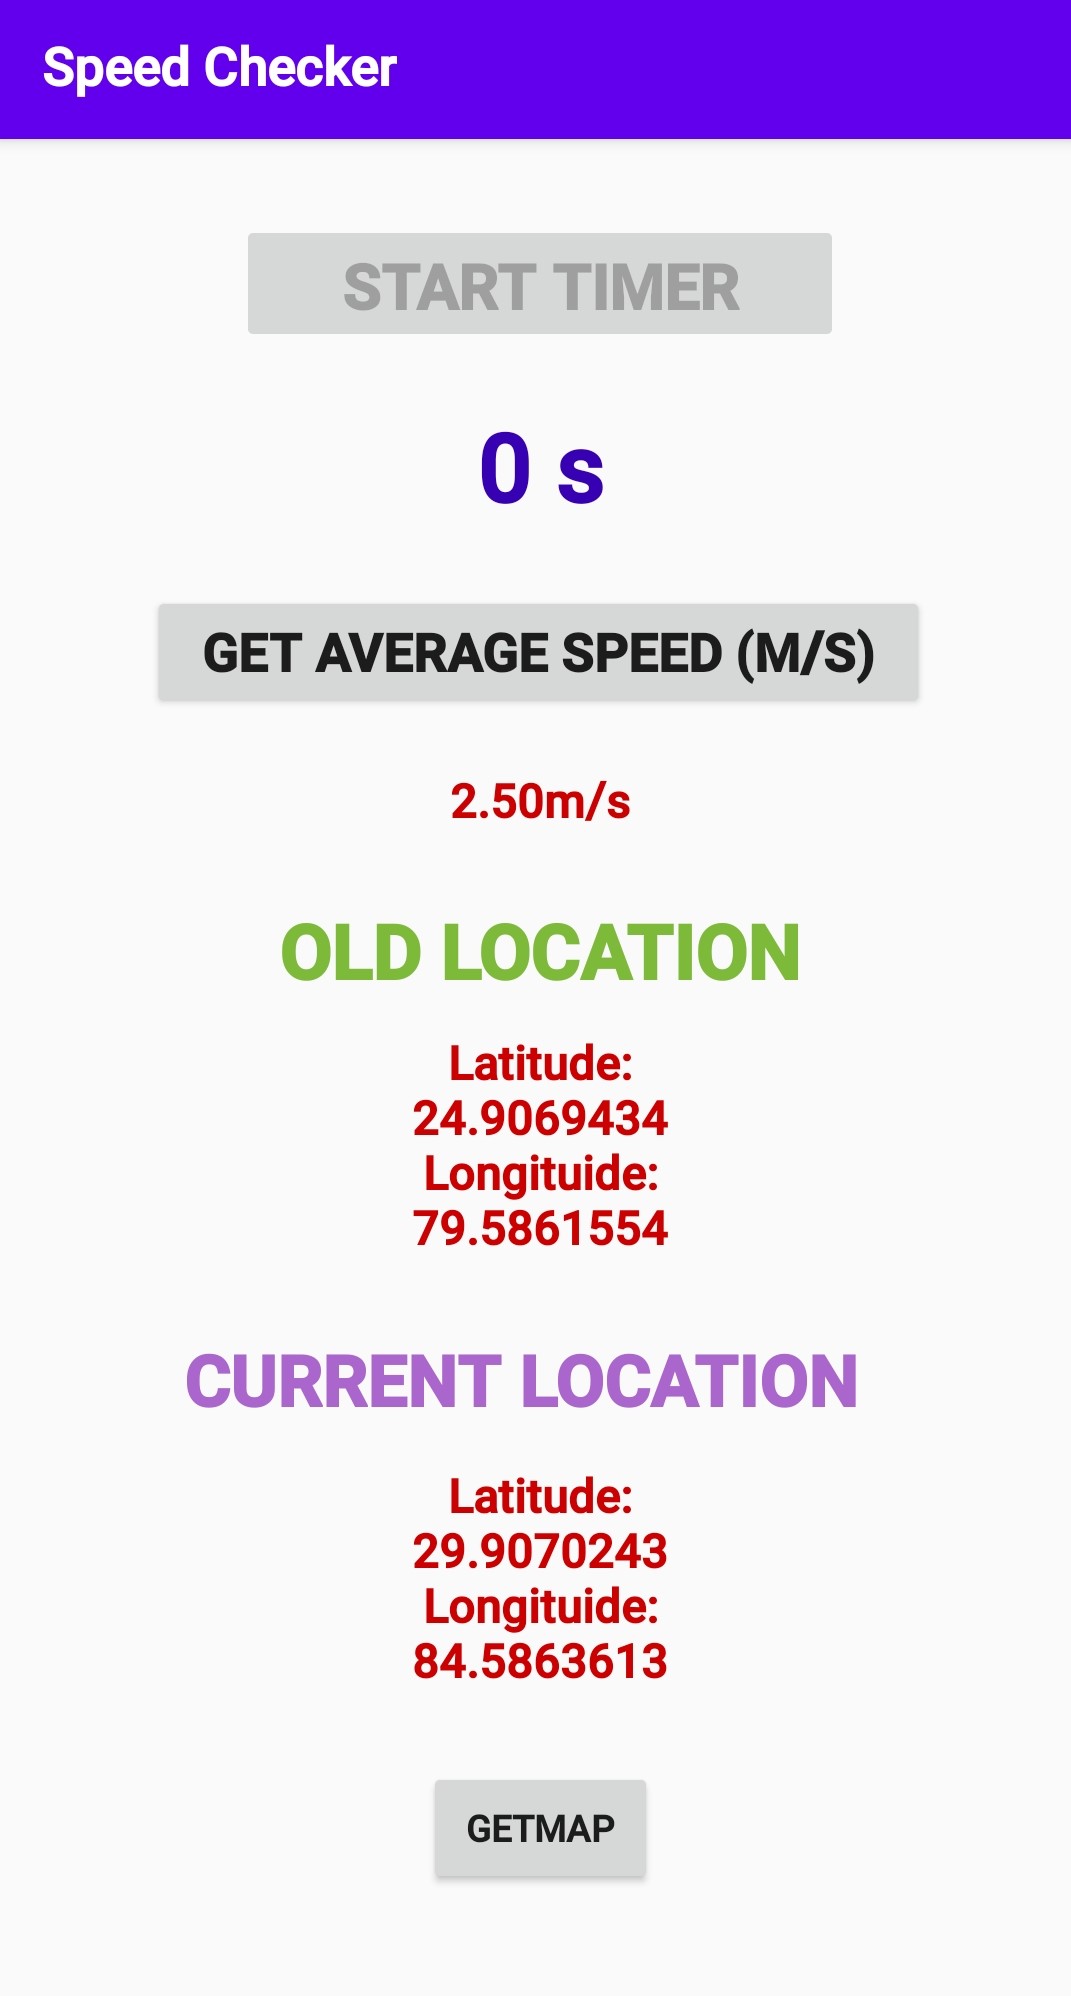 Speed Checker
START TIMER
0 s
GET AVERAGE SPEED (M/S)
2.50m/s
OLD LOCATION
Latitude:
24.9069434
Longituide:
79.5861554
CURRENT LOCATION
Latitude:
29.9070243
Longituide:
84.5863613
GETMAP